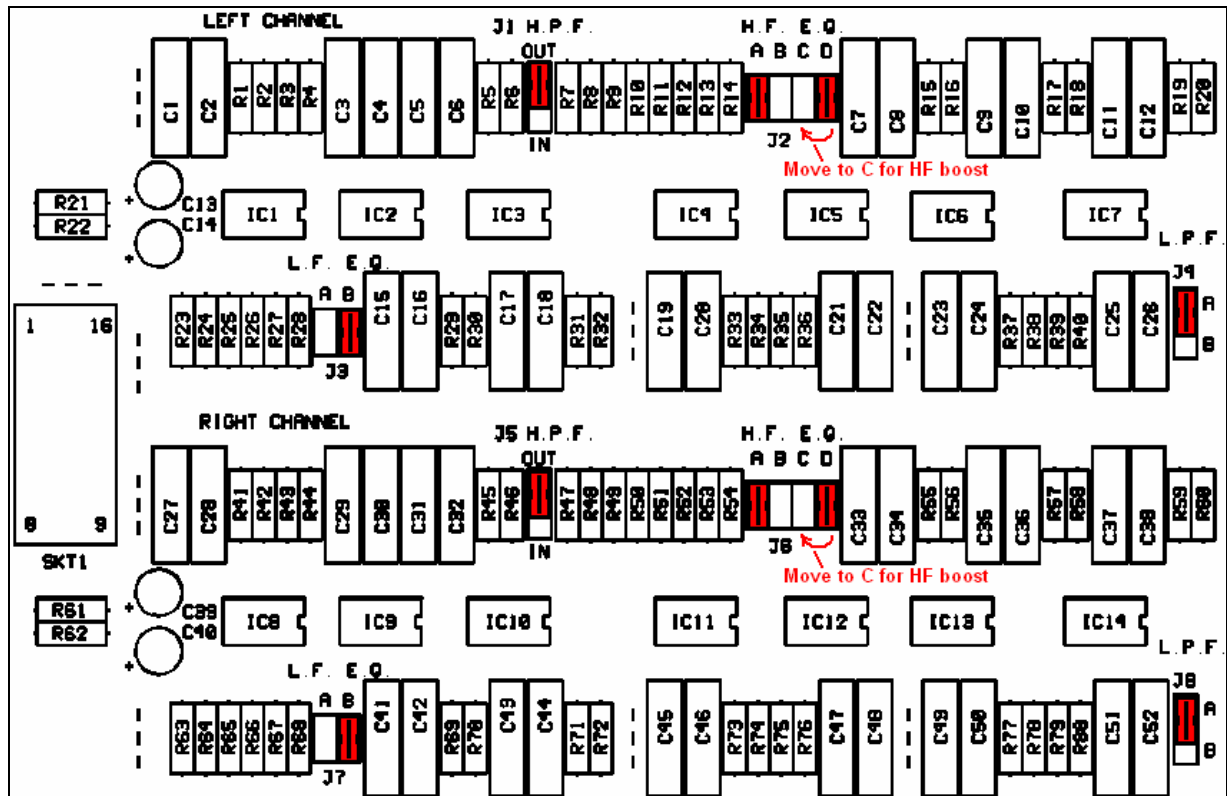 LEFT CHANNEL
J1 H.P.F.
OUT
IN
H.F. E.Q.
A B C D
J2
Move to C for HF boost
C1 C2 R1 R2 R3 R4 C3 C4 C5 C6 R5 R6 R7 R8 R9 R10 R11 R12 R13 R14 C7 C8 R15 R16 C9 C10 R17 R18 C11 C12 R19 R20
R21
R22
+ C13
+ C14
IC1 IC2 IC3 IC4 IC5 IC6 IC7
L.P.F.
J4
A
B
L.F. E.Q.
A B
J3
R23 R24 R25 R26 R27 R28 C15 C16 R29 R30 C17 C18 R31 R32 C19 C20 R33 R34 R35 R36 C21 C22 C23 C24 R37 R38 R39 R40 C25 C26
1 16
8 9
SKT1
RIGHT CHANNEL
J5 H.P.F.
OUT
IN
H.F. E.Q.
A B C D
J6
Move to C for HF boost
C27 C28 R41 R42 R43 R44 C29 C30 C31 C32 R45 R46 R47 R48 R49 R50 R51 R52 R53 R54 C33 C34 R55 R56 C35 C36 R57 R58 C37 C38 R59 R60
R61
R62
+ C39
+ C40
IC8 IC9 IC10 IC11 IC12 IC13 IC14
L.P.F.
J8
A
B
L.F. E.Q.
A B
J7
R63 R64 R65 R66 R67 R68 C41 C42 R69 R70 C43 C44 R71 R72 C45 C46 R73 R74 R75 R76 C47 C48 C49 C50 R77 R78 R79 R80 C51 C52